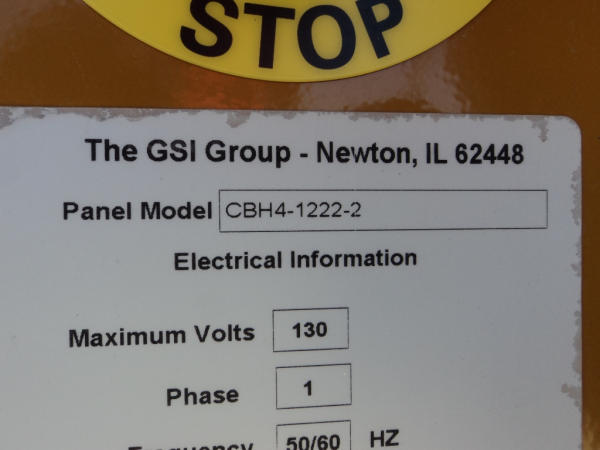 STOP
The GSI Group - Newton, IL 62448
Panel Model CBH4-1222-2
Electrical Information
Maximum Volts 130
Phase 1
Frequency 50/60 HZ